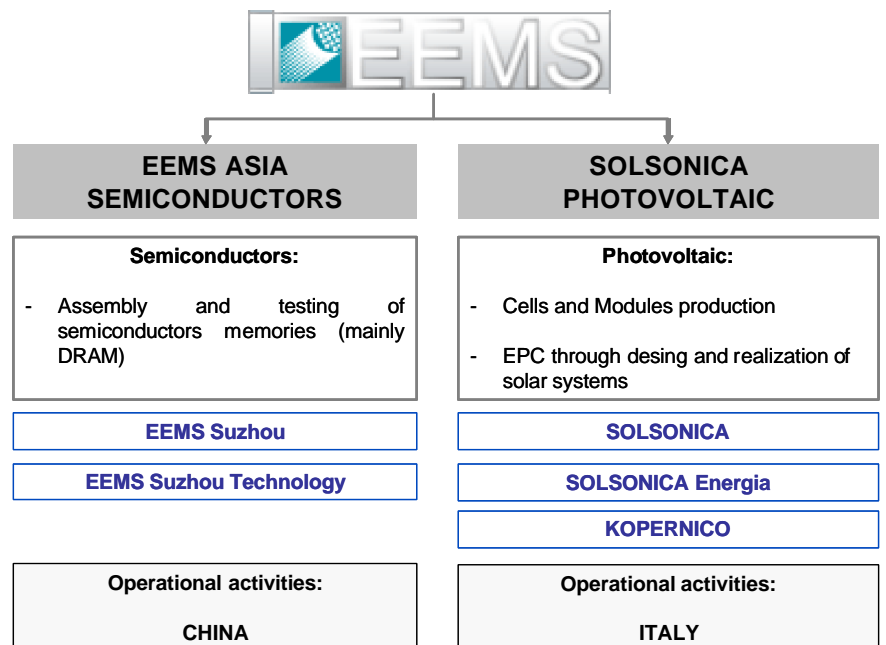 EEMS
EEMS ASIA
SEMICONDUCTORS
Semiconductors:
- Assembly and testing of
semiconductors memories (mainly
DRAM)
EEMS Suzhou
EEMS Suzhou Technology
Operational activities:
CHINA
SOLSONICA
PHOTOVOLTAIC
Photovoltaic:
- Cells and Modules production
- EPC through desing and realization of
solar systems
SOLSONICA
SOLSONICA Energia
KOPERNICO
Operational activities:
ITALY